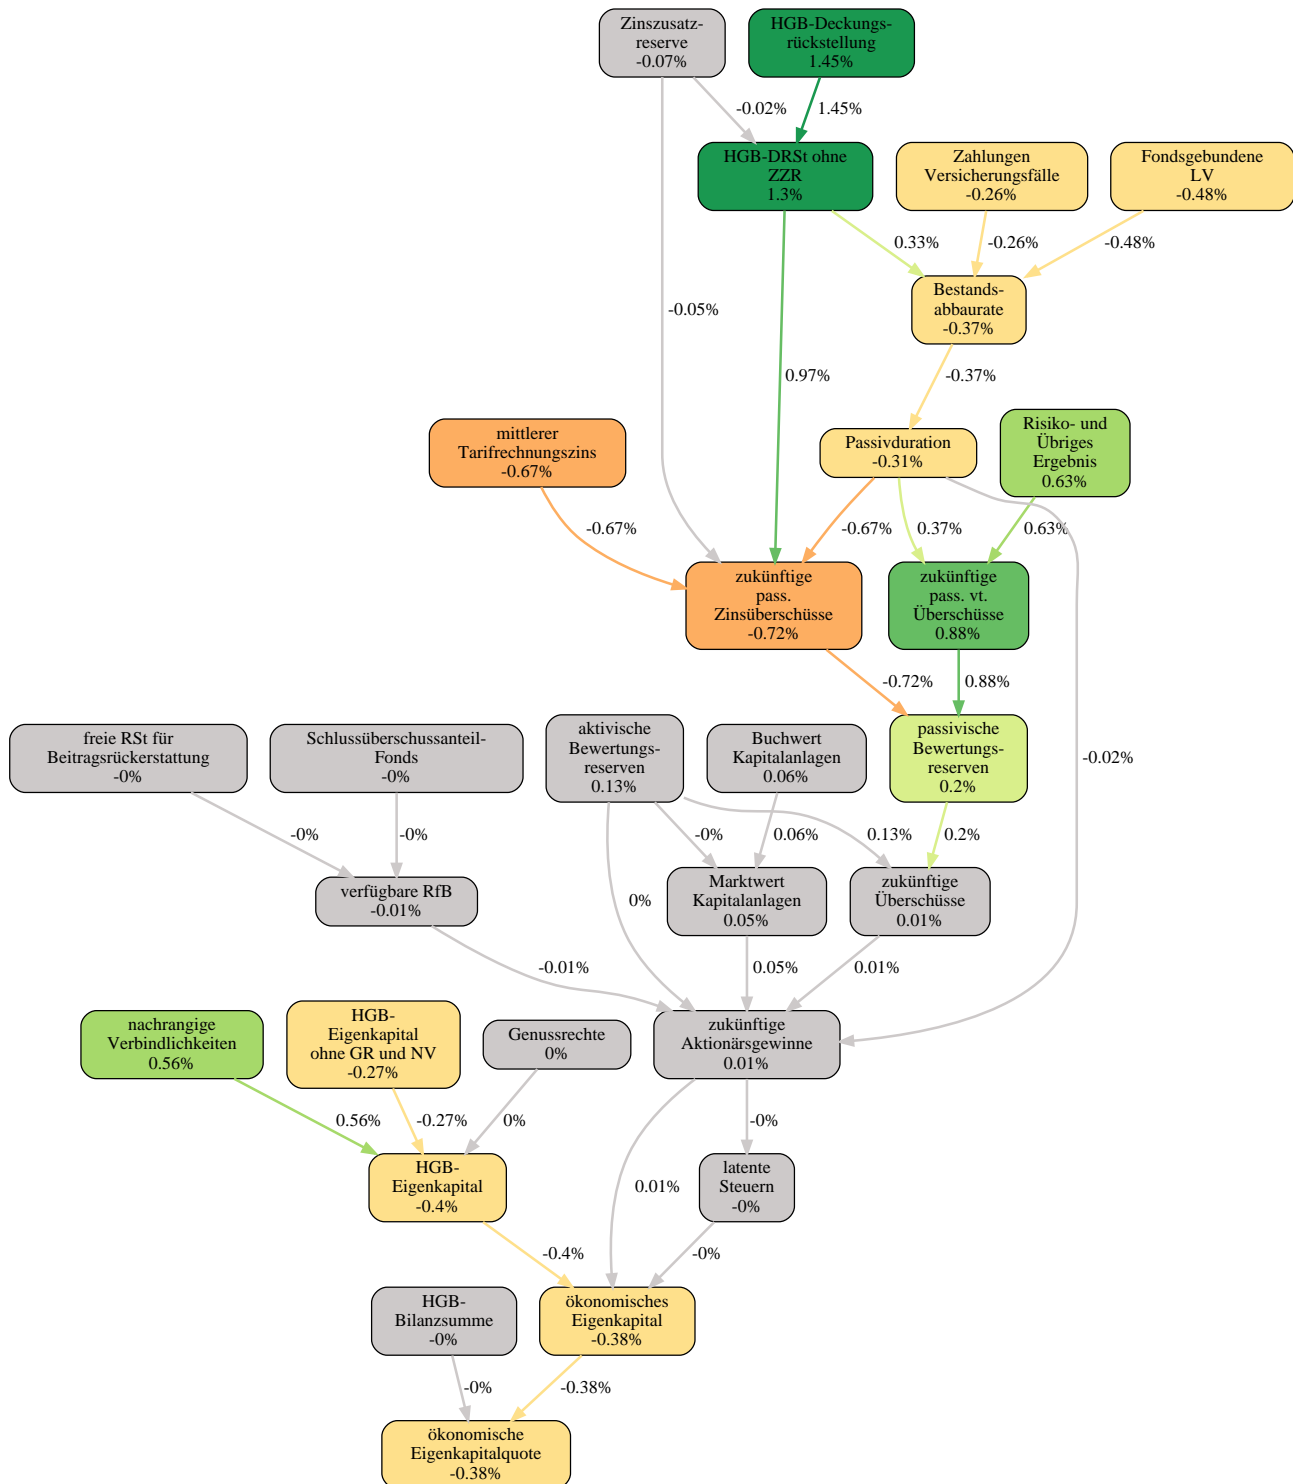 Zinszusatz-
reserve
-0.07%
HGB-Deckungs-
rückstellung
1.45%
-0.02%
1.45%
HGB-DRSt ohne
ZZR
1.3%
Zahlungen
Versicherungsfälle
-0.26%
Fondsgebundene
LV
-0.48%
0.33%
-0.26%
-0.48%
Bestands-
abbaurate
-0.37%
-0.05%
0.97%
-0.37%
mittlerer
Tarifrechnungszins
-0.67%
Passivduration
-0.31%
Risiko- und
Übriges
Ergebnis
0.63%
-0.67%
-0.67%
0.37%
0.63%
zukünftige
pass.
Zinsüberschüsse
-0.72%
zukünftige
pass. vt.
Überschüsse
0.88%
-0.72%
0.88%
freie RSt für
Beitragsrückerstattung
-0%
Schlussüberschussanteil-
Fonds
-0%
aktivische
Bewertungs-
reserven
0.13%
Buchwert
Kapitalanlagen
0.06%
passivische
Bewertungs-
reserven
0.2%
-0.02%
-0%
-0%
-0%
0.06%
0.13%
0.2%
verfügbare RfB
-0.01%
0%
Marktwert
Kapitalanlagen
0.05%
zukünftige
Überschüsse
0.01%
-0.01%
0.05%
0.01%
nachrangige
Verbindlichkeiten
0.56%
HGB-
Eigenkapital
ohne GR und NV
-0.27%
Genussrechte
0%
zukünftige
Aktionärsgewinne
0.01%
0.56%
-0.27%
0%
-0%
HGB-
Eigenkapital
-0.4%
0.01%
latente
Steuern
-0%
-0.4%
-0%
HGB-
Bilanzsumme
-0%
ökonomisches
Eigenkapital
-0.38%
-0%
-0.38%
ökonomische
Eigenkapitalquote
-0.38%